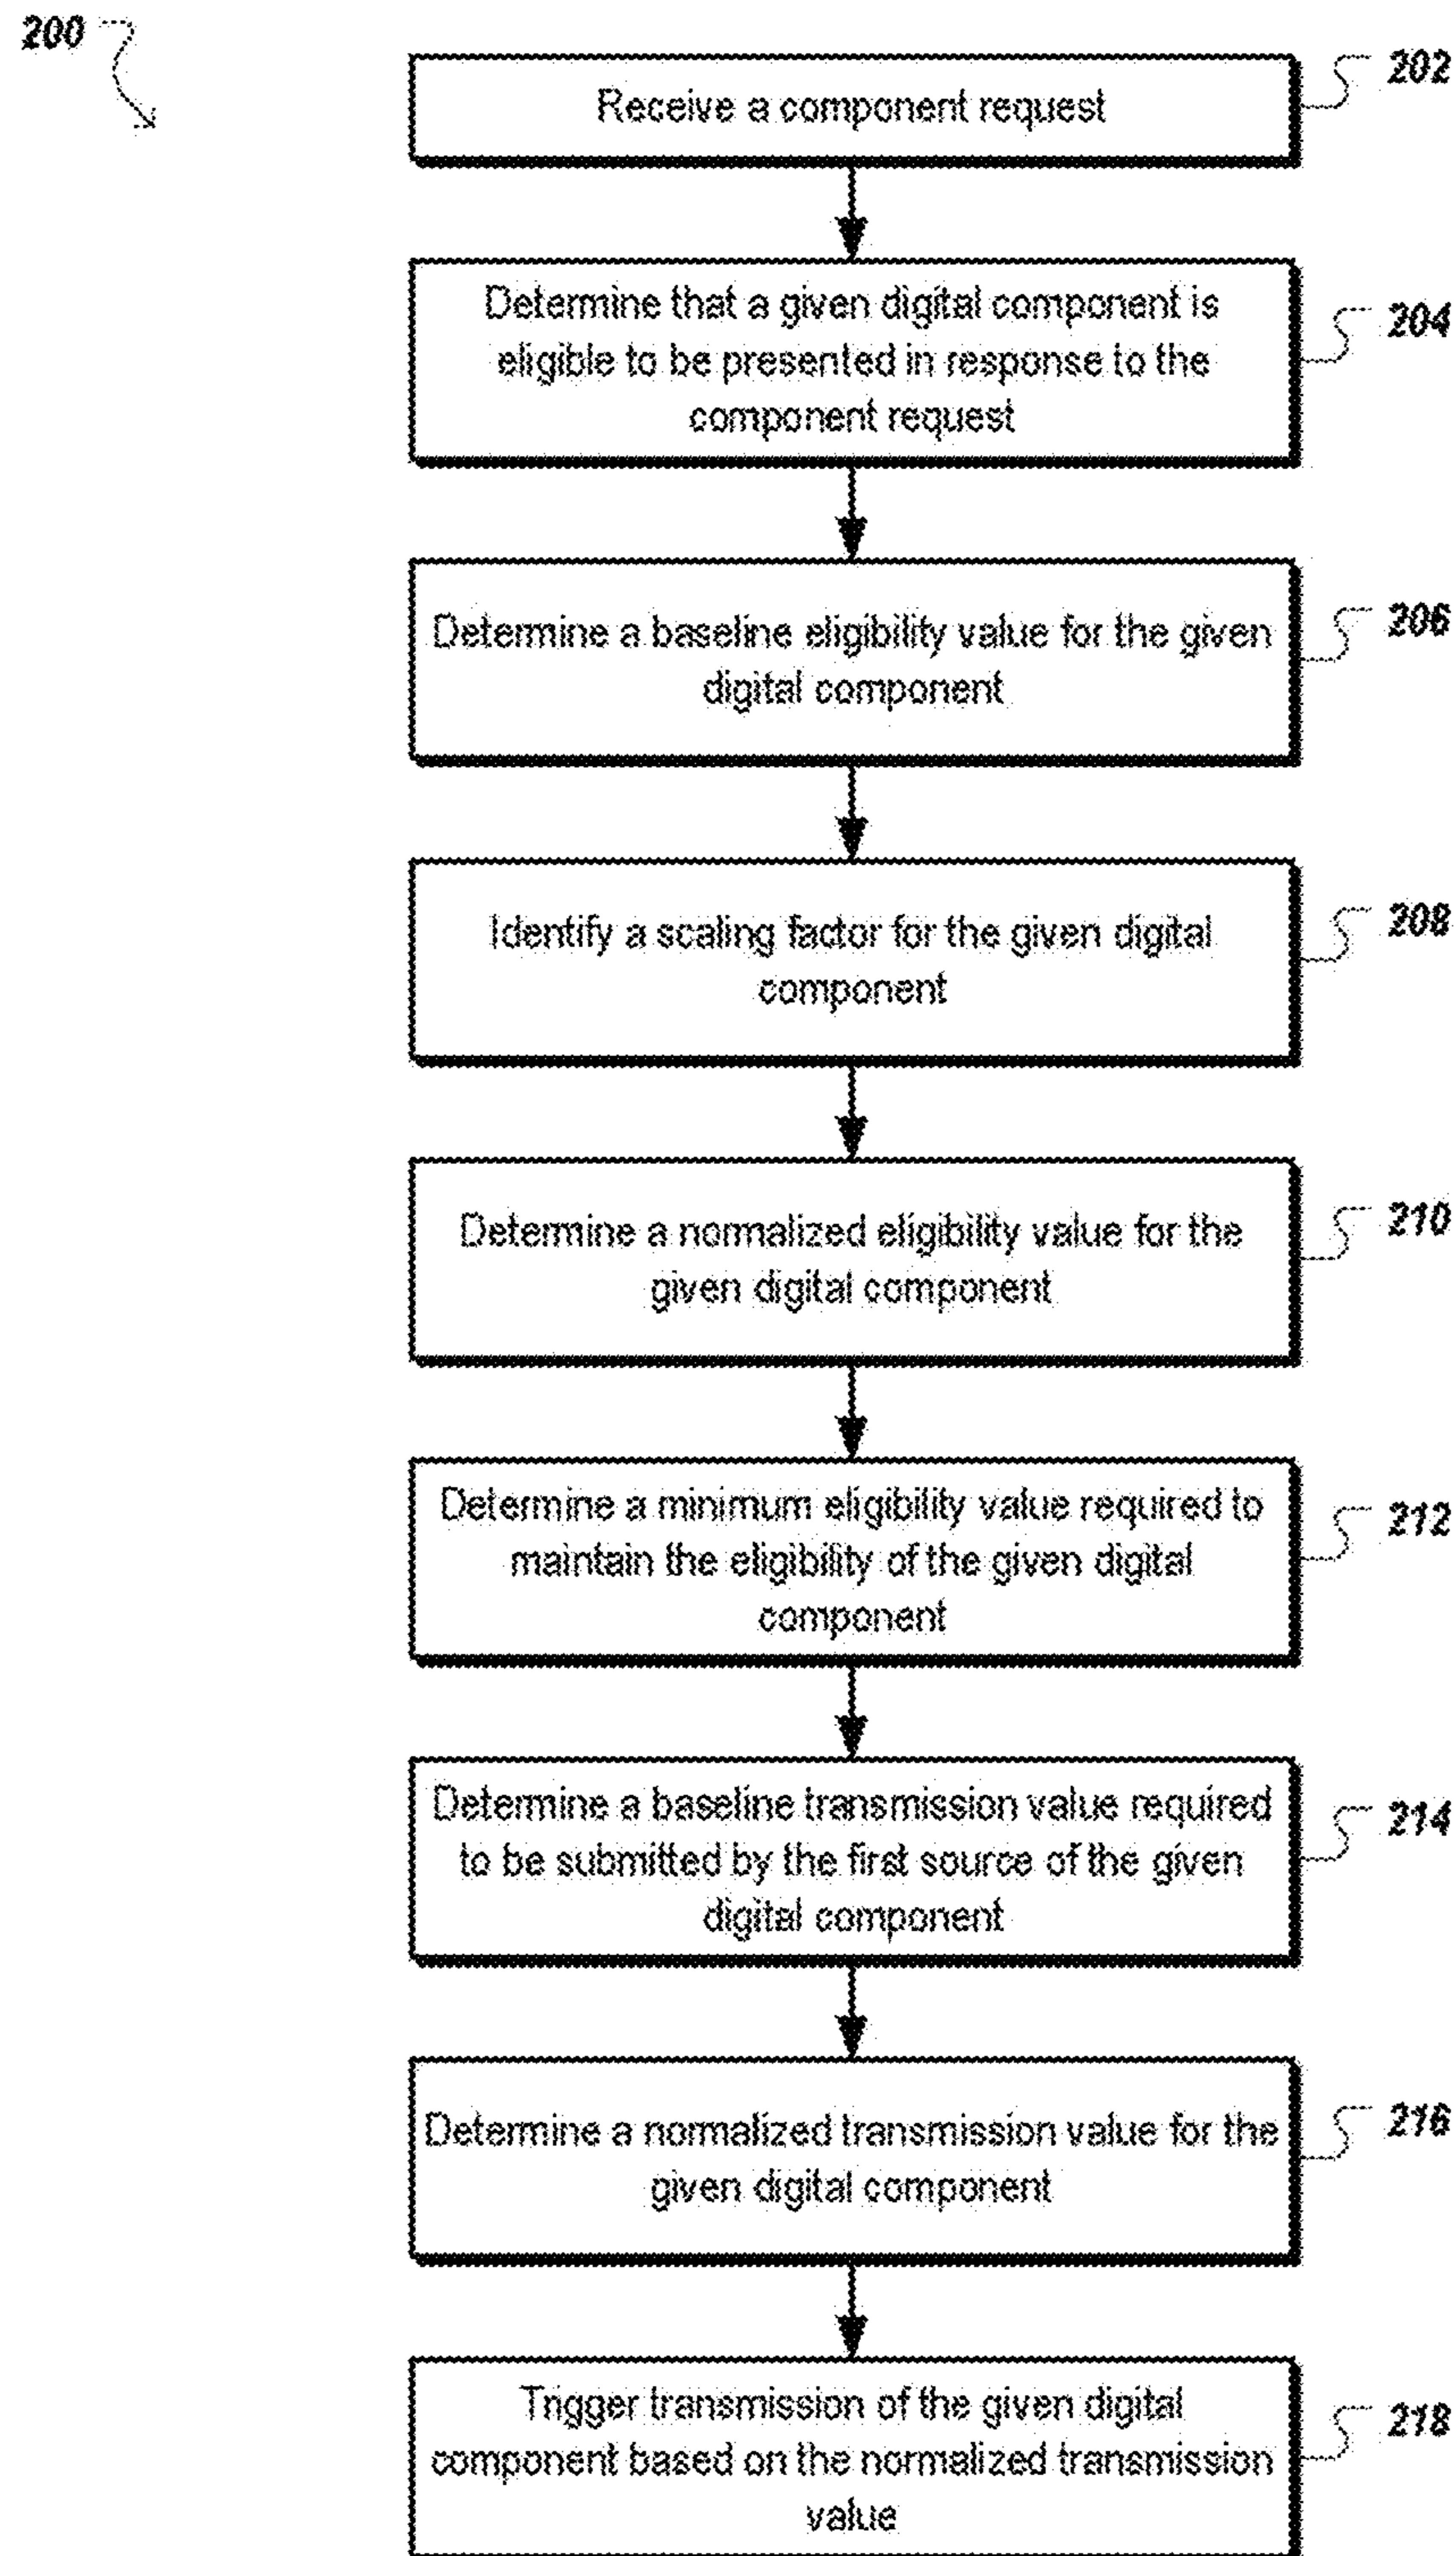 200
Receive a component request
202
Determine that a given digital component is
eligible to be presented in response to the
component request
204
Determine a baseline eligibility value for the given
digital component
206
Identify a scaling factor for the given digital
component
208
Determine a normalized eligibility value for the
given digital component
210
Determine a minimum eligibility value required to
maintain the eligibility of the given digital
component
212
Determine a baseline transmission value required
to be submitted by the first source of the given
digital component
214
Determine a normalized transmission value for the
given digital component
216
Trigger transmission of the given digital
component based on the normalized transmission
value
218